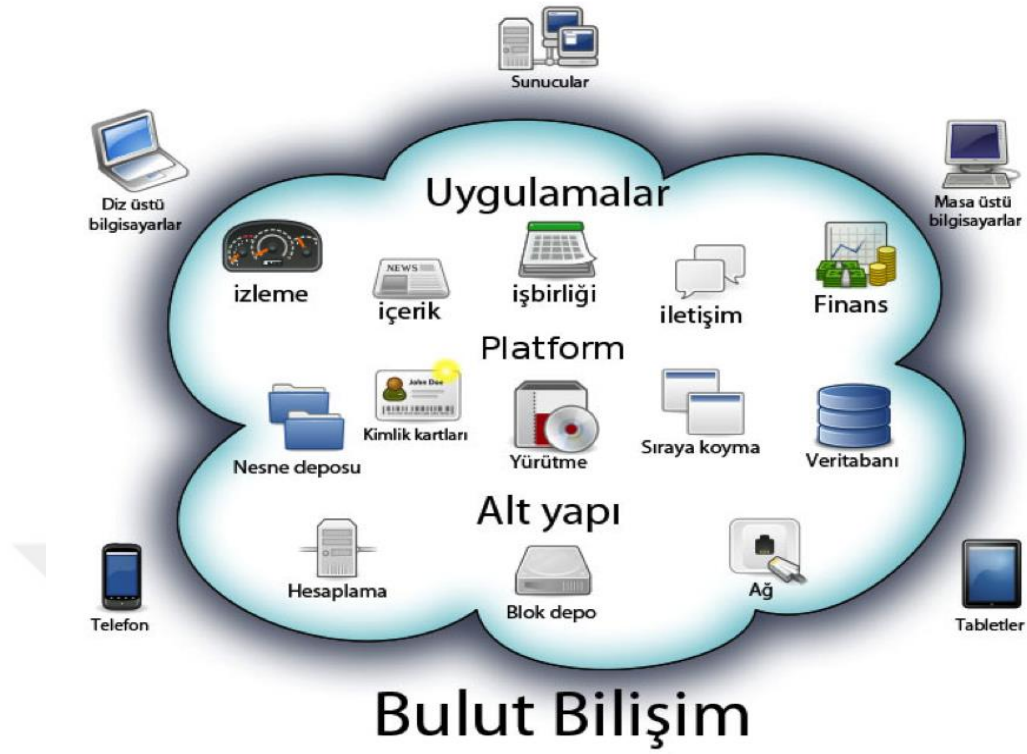 Sunucular
Diz üstü
bilgisayarlar
Masa üstü
bilgisayarlar
Uygulamalar
izleme
NEWS
içerik
işbirliği
iletişim
Finans
Platform
Nesne deposu
John Doe
Kimlik kartları
Yürütme
Sıraya koyma
Veritabanı
Alt yapı
Hesaplama
Blok depo
Ağ
Telefon
Tabletler
Bulut Bilişim